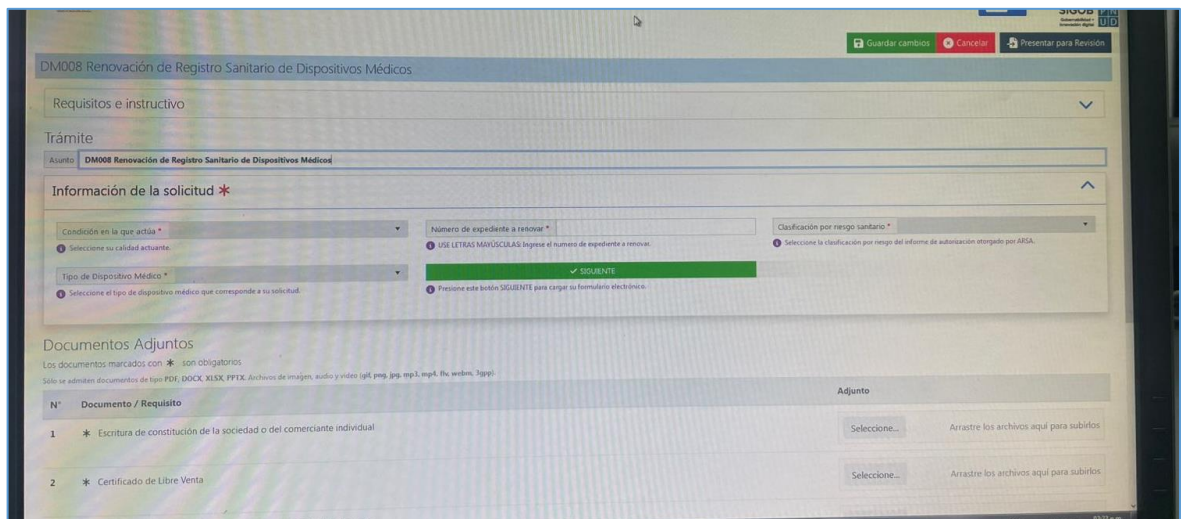 SIGOB
Guardar cambios Cancelar Presentar para Revisión
DM008 Renovación de Registro Sanitario de Dispositivos Médicos
Requisitos e instructivo
Trámite
Asunto DM008 Renovación de Registro Sanitario de Dispositivos Médicos
Información de la solicitud *
Condición en la que actúa * Número de expediente a renovar * Clasificación por riesgo sanitario *
Seleccione su calidad actuante. USE LETRAS MAYÚSCULAS: Ingrese el numero de expediente a renovar. Seleccione la clasificación por riesgo del informe de autorización otorgado por ARSA.
Tipo de Dispositivo Médico * SIGUIENTE
Seleccione el tipo de dispositivo médico que corresponde a su solicitud. Presione este botón SIGUIENTE para cargar su formulario electrónico.
Documentos Adjuntos
Los documentos marcados con * son obligatorios
Sólo se admiten documentos de tipo PDF, DOCX, XLSX, PPTX. Archivos de imagen, audio y video (gif, png, jpg, mp3, mp4, flv, webm, 3gpp).
N° Documento / Requisito Adjunto
1 * Escritura de constitución de la sociedad o del comerciante individual Seleccione... Arrastre los archivos aquí para subirlos
2 * Certificado de Libre Venta Seleccione... Arrastre los archivos aquí para subirlos